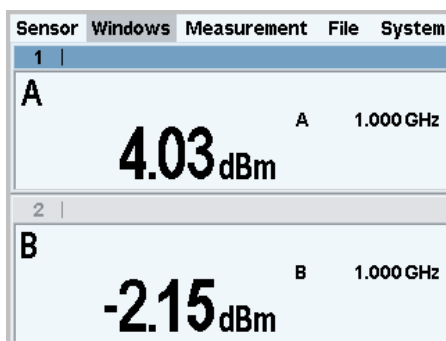 Sensor Windows Measurement File System
1
A
A 1.000 GHz
4.03 dBm
2
B
B 1.000 GHz
-2.15 dBm